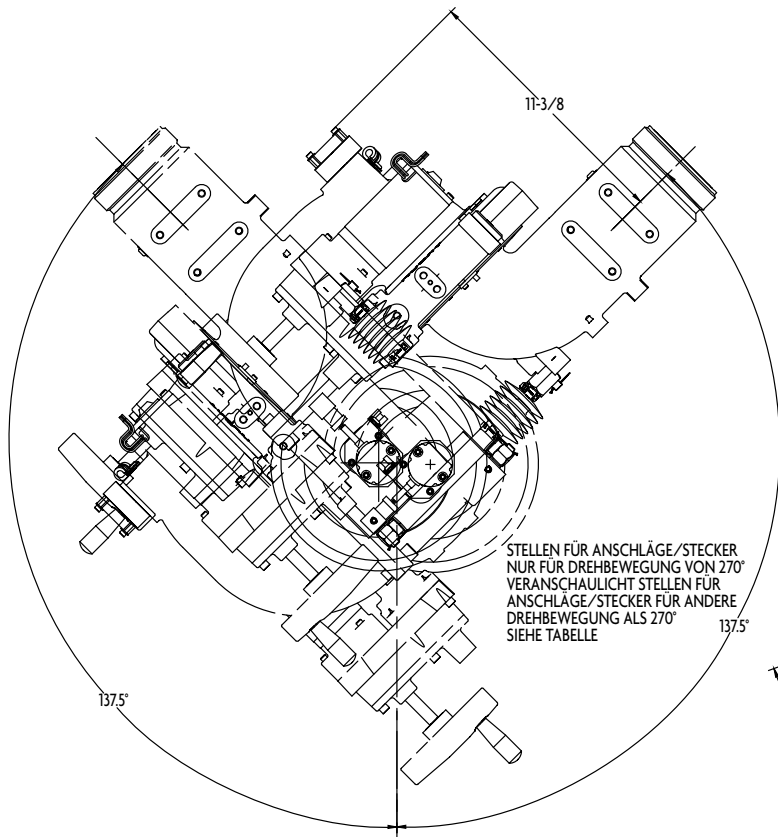 11-3/8
STELLEN FÜR ANSCHLÄGE/STECKER
NUR FÜR DREHBEWEGUNG VON 270°
VERANSCHAULICHT STELLEN FÜR
ANSCHLÄGE/STECKER FÜR ANDERE
DREHBEWEGUNG ALS 270°
SIEHE TABELLE
137.5°
137.5°